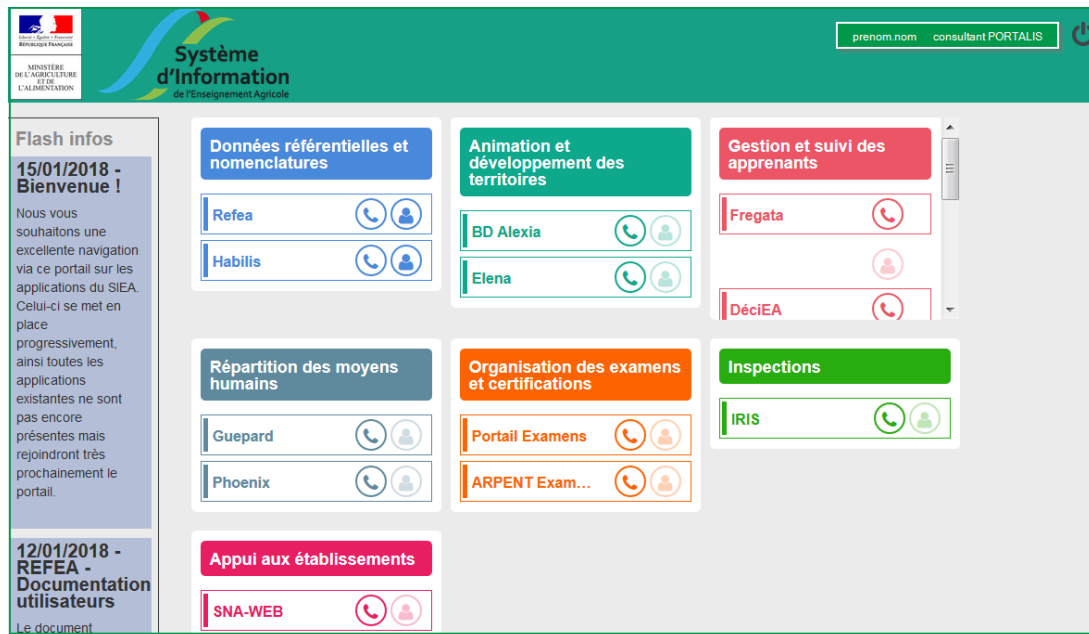 Liberté • Égalité • Fraternité
RÉPUBLIQUE FRANÇAISE
MINISTÈRE
DE L'AGRICULTURE
ET DE
L'ALIMENTATION
Système
d'Information
de l'Enseignement Agricole
prenom.nom consultant PORTALIS
Flash infos
15/01/2018 -
Bienvenue !
Nous vous
souhaitons une
excellente navigation
via ce portail sur les
applications du SIEA.
Celui-ci se met en
place
progressivement,
ainsi toutes les
applications
existantes ne sont
pas encore
présentes mais
rejoindront très
prochainement le
portail.
12/01/2018 -
REFEA -
Documentation
utilisateurs
Le document
Données référentielles et
nomenclatures
Refea
Habilis
Animation et
développement des
territoires
BD Alexia
Elena
Gestion et suivi des
apprenants
Fregata
DéciEA
Répartition des moyens
humains
Guepard
Phoenix
Organisation des examens
et certifications
Portail Examens
ARPENT Exam...
Inspections
IRIS
Appui aux établissements
SNA-WEB